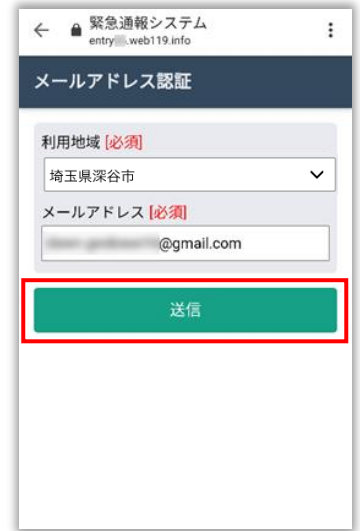 緊急通報システム
entry .web119.info
メールアドレス認証
利用地域 [必須]
埼玉県深谷市
メールアドレス [必須]
@gmail.com
送信